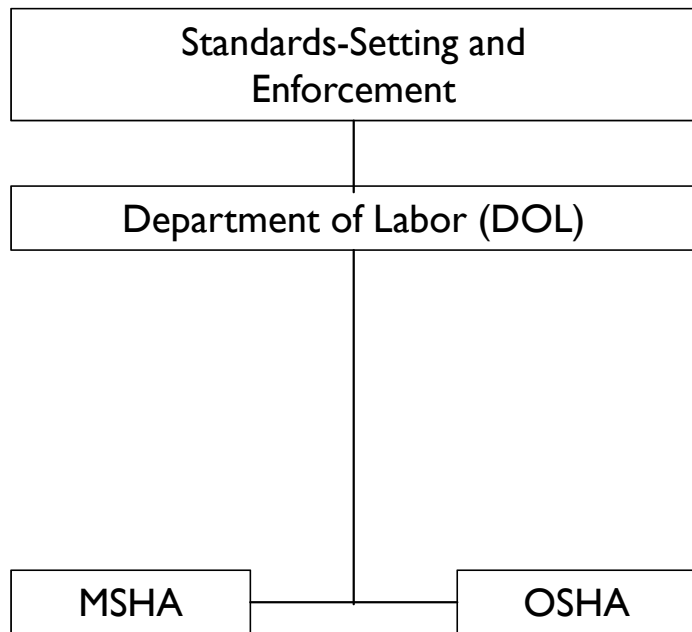 Standards-Setting and
Enforcement
Department of Labor (DOL)
MSHA
OSHA